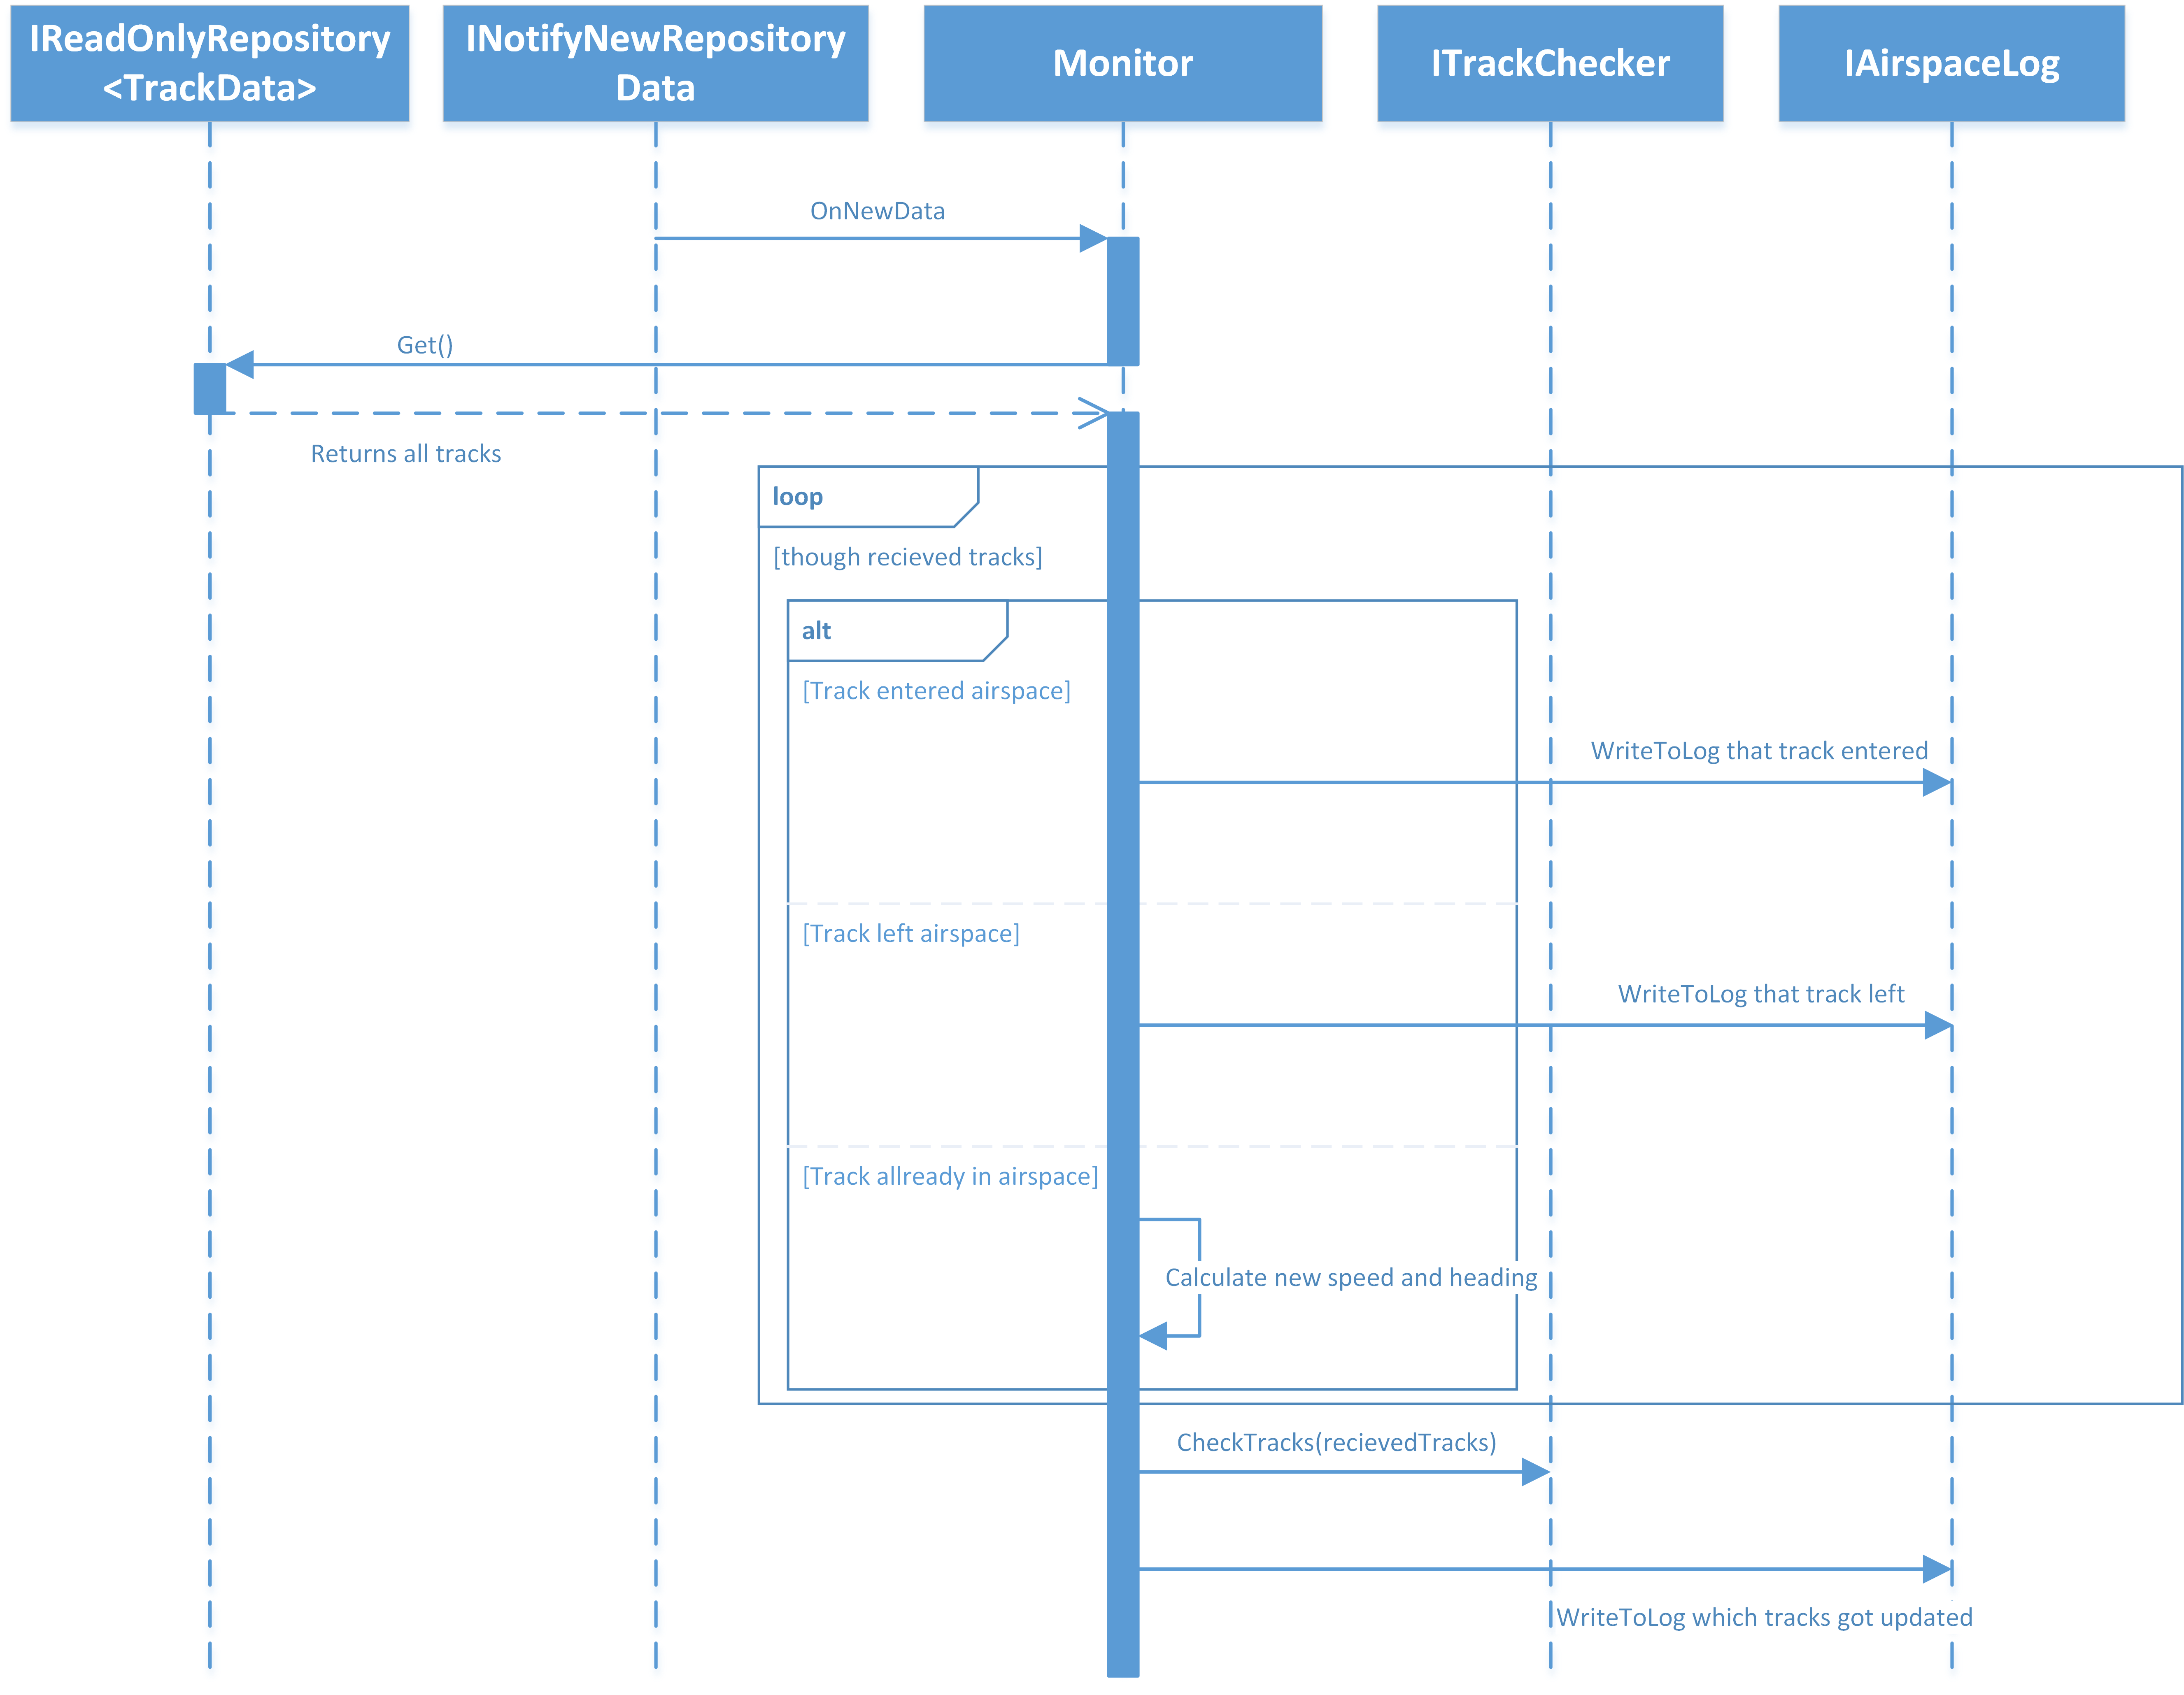 IReadOnlyRepository
<TrackData>
INotifyNewRepository
Data
Monitor
ITrackChecker
IAirspaceLog
OnNewData
Get()
Returns all tracks
loop
[though recieved tracks]
alt
[Track entered airspace]
WriteToLog that track entered
[Track left airspace]
WriteToLog that track left
[Track allready in airspace]
Calculate new speed and heading
CheckTracks(recievedTracks)
WriteToLog which tracks got updated